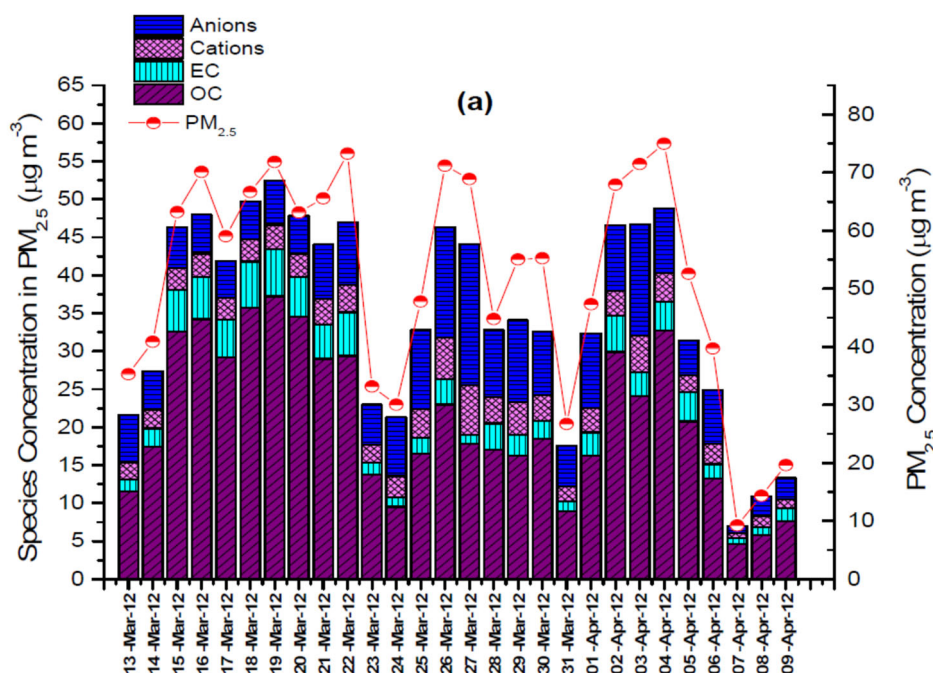 Anions
Cations
EC
OC
PM2.5
(a)
Species Concentration in PM2.5 (µg m-3)
65
60
55
50
45
40
35
30
25
20
15
10
5
0
PM2.5 Concentration (µg m-3)
80
70
60
50
40
30
20
10
0
13-Mar-12
14-Mar-12
15-Mar-12
16-Mar-12
17-Mar-12
18-Mar-12
19-Mar-12
20-Mar-12
21-Mar-12
22-Mar-12
23-Mar-12
24-Mar-12
25-Mar-12
26-Mar-12
27-Mar-12
28-Mar-12
29-Mar-12
30-Mar-12
31-Mar-12
01-Apr-12
02-Apr-12
03-Apr-12
04-Apr-12
05-Apr-12
06-Apr-12
07-Apr-12
08-Apr-12
09-Apr-12